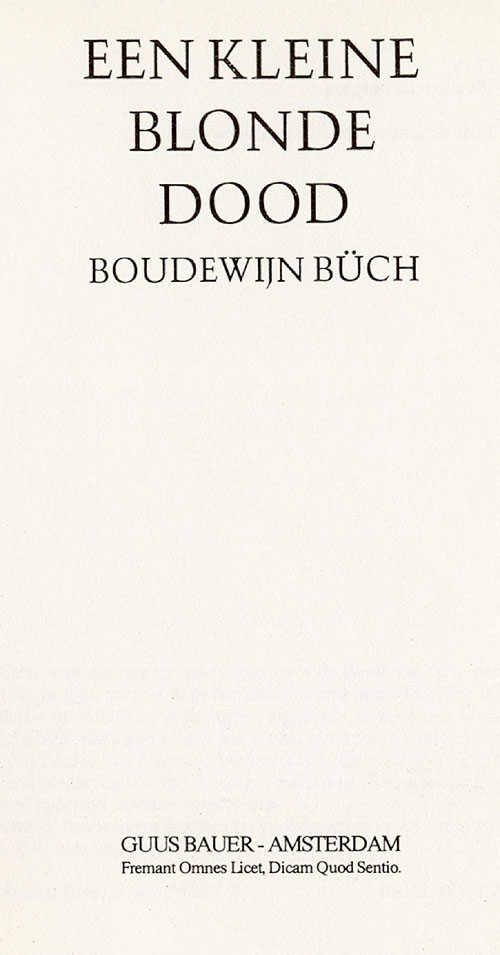 EEN KLEINE
BLONDE
DOOD
BOUDEWIJN BÜCH
GUUS BAUER - AMSTERDAM
Fremant Omnes Licet, Dicam Quod Sentio.